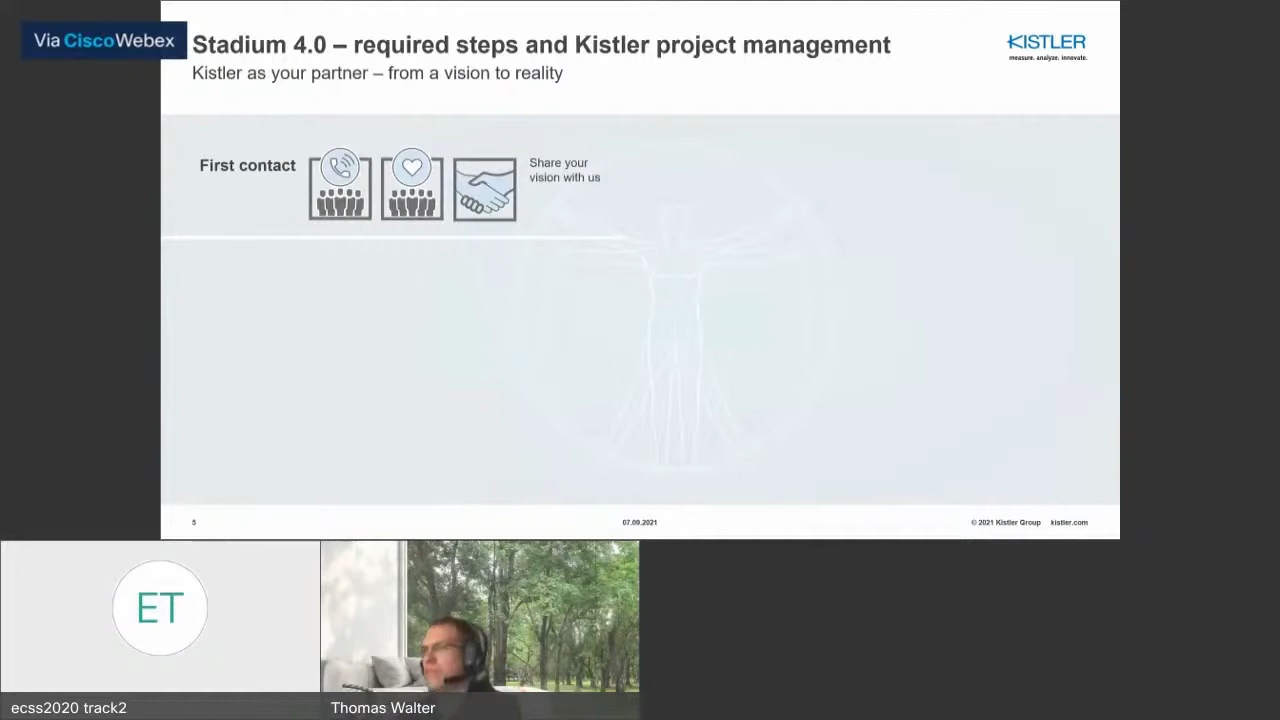 Via CiscoWebex
Stadium 4.0 – required steps and Kistler project management
Kistler as your partner – from a vision to reality
KISTLER
measure. analyze. innovate.
First contact
Share your
vision with us
5
07.09.2021
© 2021 Kistler Group kistler.com
ET
ecss2020 track2
Thomas Walter